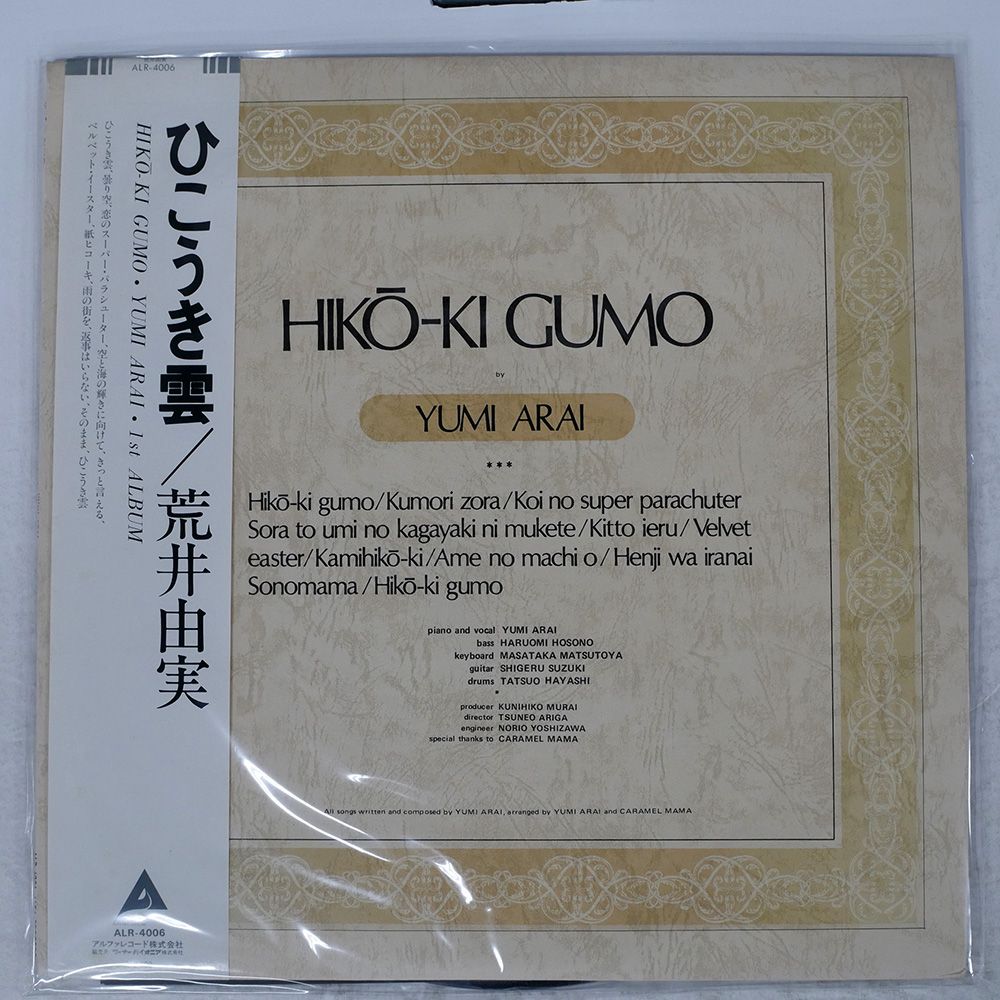 ALR-4006
ひこうき雲/荒井由実
HIKŌ-KI GUMO・YUMI ARAI・1st ALBUM
ひこうき雲、曇り空、恋のスーパー・パラシューター、空と海の輝きに向けて、きっと言える、
ベルベット・イースター、紙ヒコーキ、雨の街を、返事はいらない、そのまま、ひこうき雲
ALR-4006
アルファレコード株式会社
HIKŌ-KI GUMO
by
YUMI ARAI
***
Hikō-ki gumo/Kumori zora/Koi no super parachuter
Sora to umi no kagayaki ni mukete/Kitto ieru/Velvet
easter/Kamihikō-ki/Ame no machi o/Henji wa iranai
Sonomama/Hikō-ki gumo
piano and vocal YUMI ARAI
bass HARUOMI HOSONO
keyboard MASATAKA MATSUTOYA
guitar SHIGERU SUZUKI
drums TATSUO HAYASHI
*
producer KUNIHIKO MURAI
director TSUNEO ARIGA
engineer NORIO YOSHIZAWA
special thanks to CARAMEL MAMA
All songs written and composed by YUMI ARAI, arranged by YUMI ARAI and CARAMEL MAMA